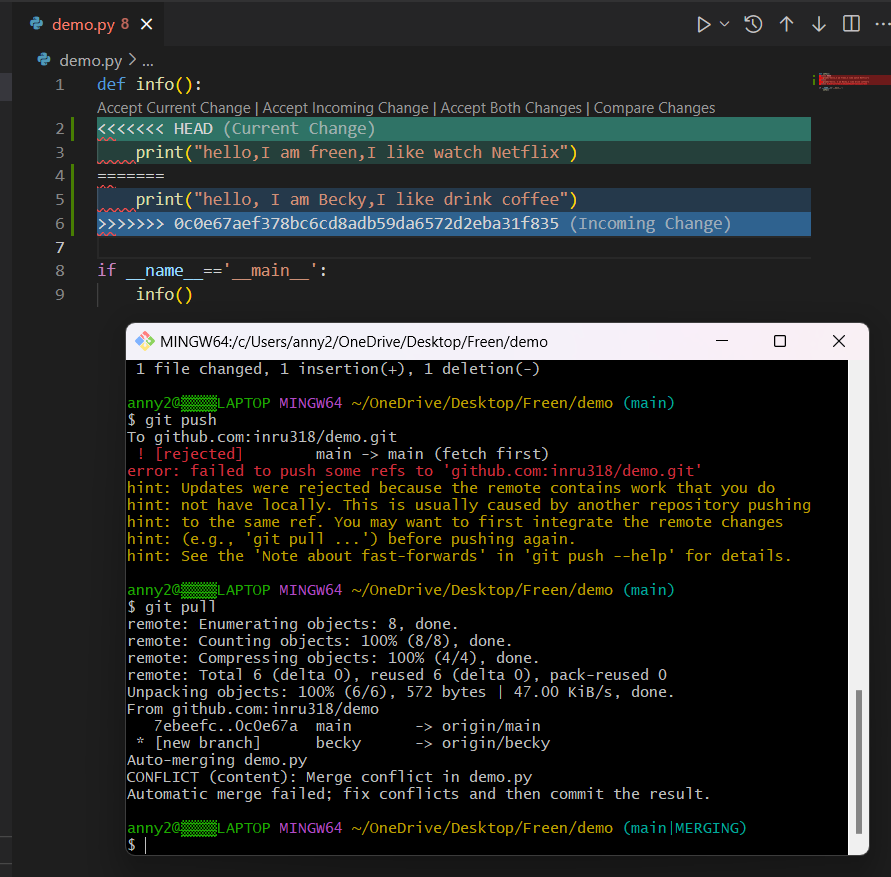 demo.py 8
demo.py > ...
1 def info():
Accept Current Change | Accept Incoming Change | Accept Both Changes | Compare Changes
2 <<<<<<< HEAD (Current Change)
3 print("hello,I am freen,I like watch Netflix")
4 =======
5 print("hello, I am Becky,I like drink coffee")
6 >>>>>>> 0c0e67aef378bc6cd8adb59da6572d2eba31f835 (Incoming Change)
7
8 if __name__=='__main__':
9 info()
MINGW64:/c/Users/anny2/OneDrive/Desktop/Freen/demo
1 file changed, 1 insertion(+), 1 deletion(-)
anny2@▒▒▒▒LAPTOP MINGW64 ~/OneDrive/Desktop/Freen/demo (main)
$ git push
To github.com:inru318/demo.git
! [rejected] main -> main (fetch first)
error: failed to push some refs to 'github.com:inru318/demo.git'
hint: Updates were rejected because the remote contains work that you do
hint: not have locally. This is usually caused by another repository pushing
hint: to the same ref. You may want to first integrate the remote changes
hint: (e.g., 'git pull ...') before pushing again.
hint: See the 'Note about fast-forwards' in 'git push --help' for details.
anny2@▒▒▒▒LAPTOP MINGW64 ~/OneDrive/Desktop/Freen/demo (main)
$ git pull
remote: Enumerating objects: 8, done.
remote: Counting objects: 100% (8/8), done.
remote: Compressing objects: 100% (4/4), done.
remote: Total 6 (delta 0), reused 6 (delta 0), pack-reused 0
Unpacking objects: 100% (6/6), 572 bytes | 47.00 KiB/s, done.
From github.com:inru318/demo
7ebeefc..0c0e67a main -> origin/main
* [new branch] becky -> origin/becky
Auto-merging demo.py
CONFLICT (content): Merge conflict in demo.py
Automatic merge failed; fix conflicts and then commit the result.
anny2@▒▒▒▒LAPTOP MINGW64 ~/OneDrive/Desktop/Freen/demo (main|MERGING)
$